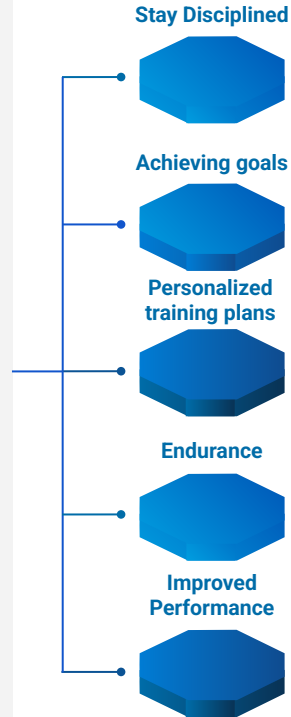 Stay Disciplined
Achieving goals
Personalized
training plans
Endurance
Improved
Performance